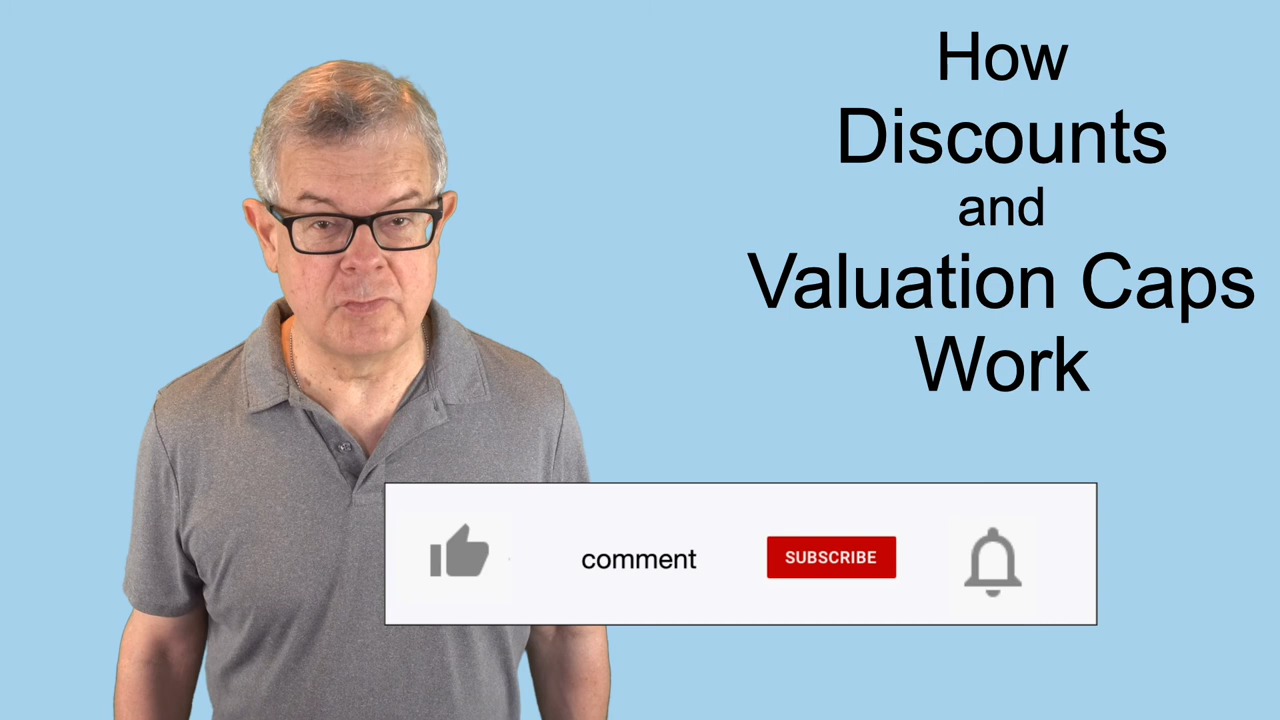 How
Discounts
and
Valuation Caps
Work
comment
SUBSCRIBE